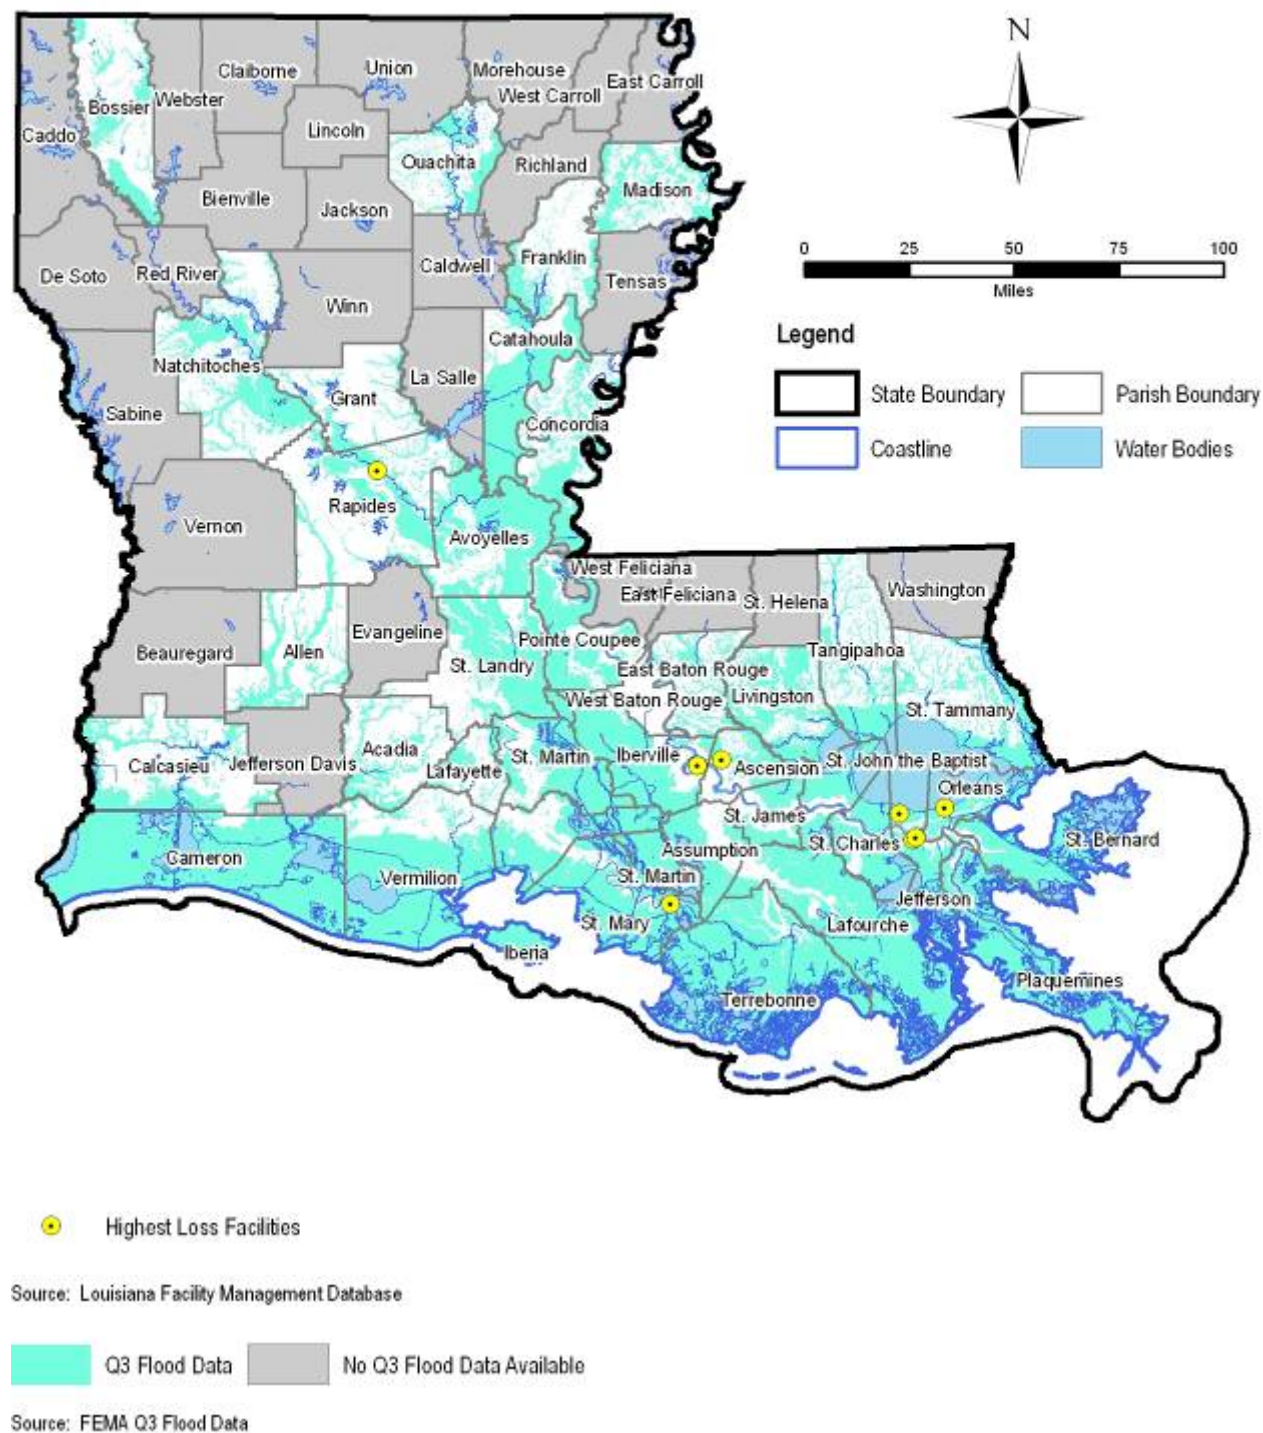 N
Claiborne
Union
Morehouse
East Carroll
West Carroll
Bossier
Webster
Caddo
Lincoln
Ouachita
Richland
Madison
Bienville
Jackson
De Soto
Red River
Caldwell
Franklin
Tensas
Winn
Natchitoches
Catahoula
La Salle
Grant
Sabine
Concordia
Rapides
Vernon
Avoyelles
0 25 50 75 100
Miles
Legend
State Boundary
Parish Boundary
Coastline
Water Bodies
West Feliciana
East Feliciana
St. Helena
Washington
Evangeline
Pointe Coupee
Beauregard
Allen
Tangipahoa
St. Landry
East Baton Rouge
West Baton Rouge
Livingston
St. Tammany
Acadia
Calcasieu
Jefferson Davis
Lafayette
St. Martin
Iberville
Ascension
St. John the Baptist
Orleans
St. James
St. Charles
St. Bernard
Assumption
Cameron
Vermilion
St. Martin
Jefferson
St. Mary
Lafourche
Iberia
Plaquemines
Terrebonne
Highest Loss Facilities
Source: Louisiana Facility Management Database
Q3 Flood Data
No Q3 Flood Data Available
Source: FEMA Q3 Flood Data